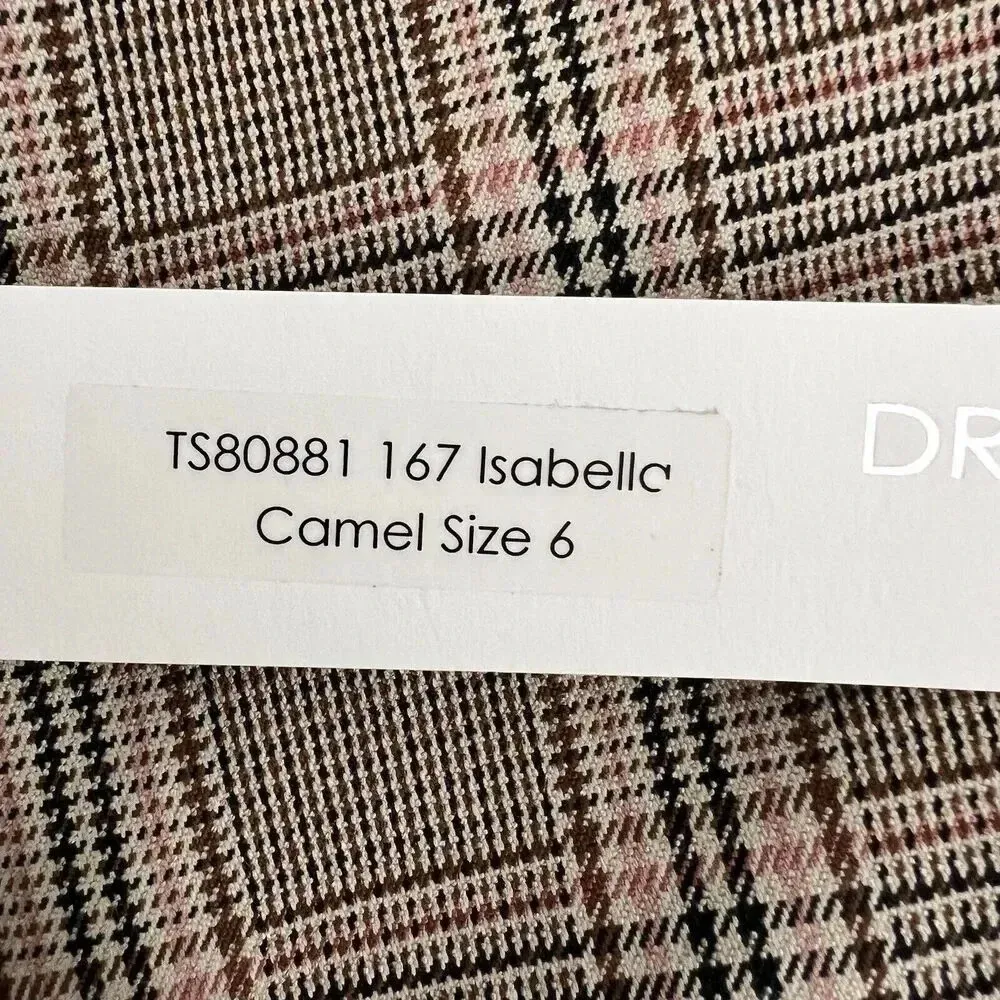 TS80881 167 Isabella
Camel Size 6
DR